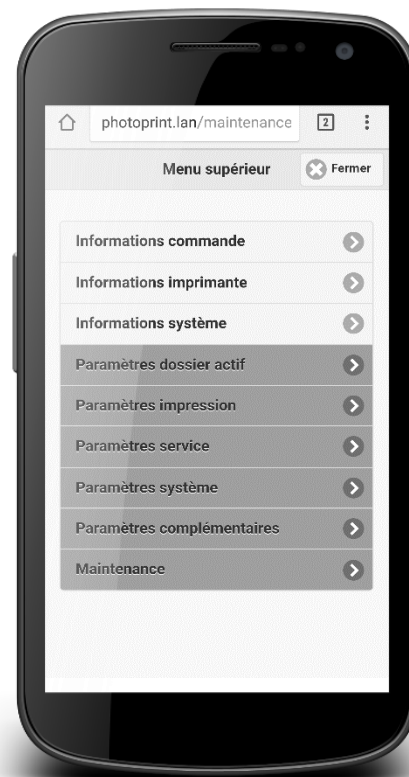 photoprint.lan/maintenance
2
Menu supérieur
Fermer
Informations commande
Informations imprimante
Informations système
Paramètres dossier actif
Paramètres impression
Paramètres service
Paramètres système
Paramètres complémentaires
Maintenance